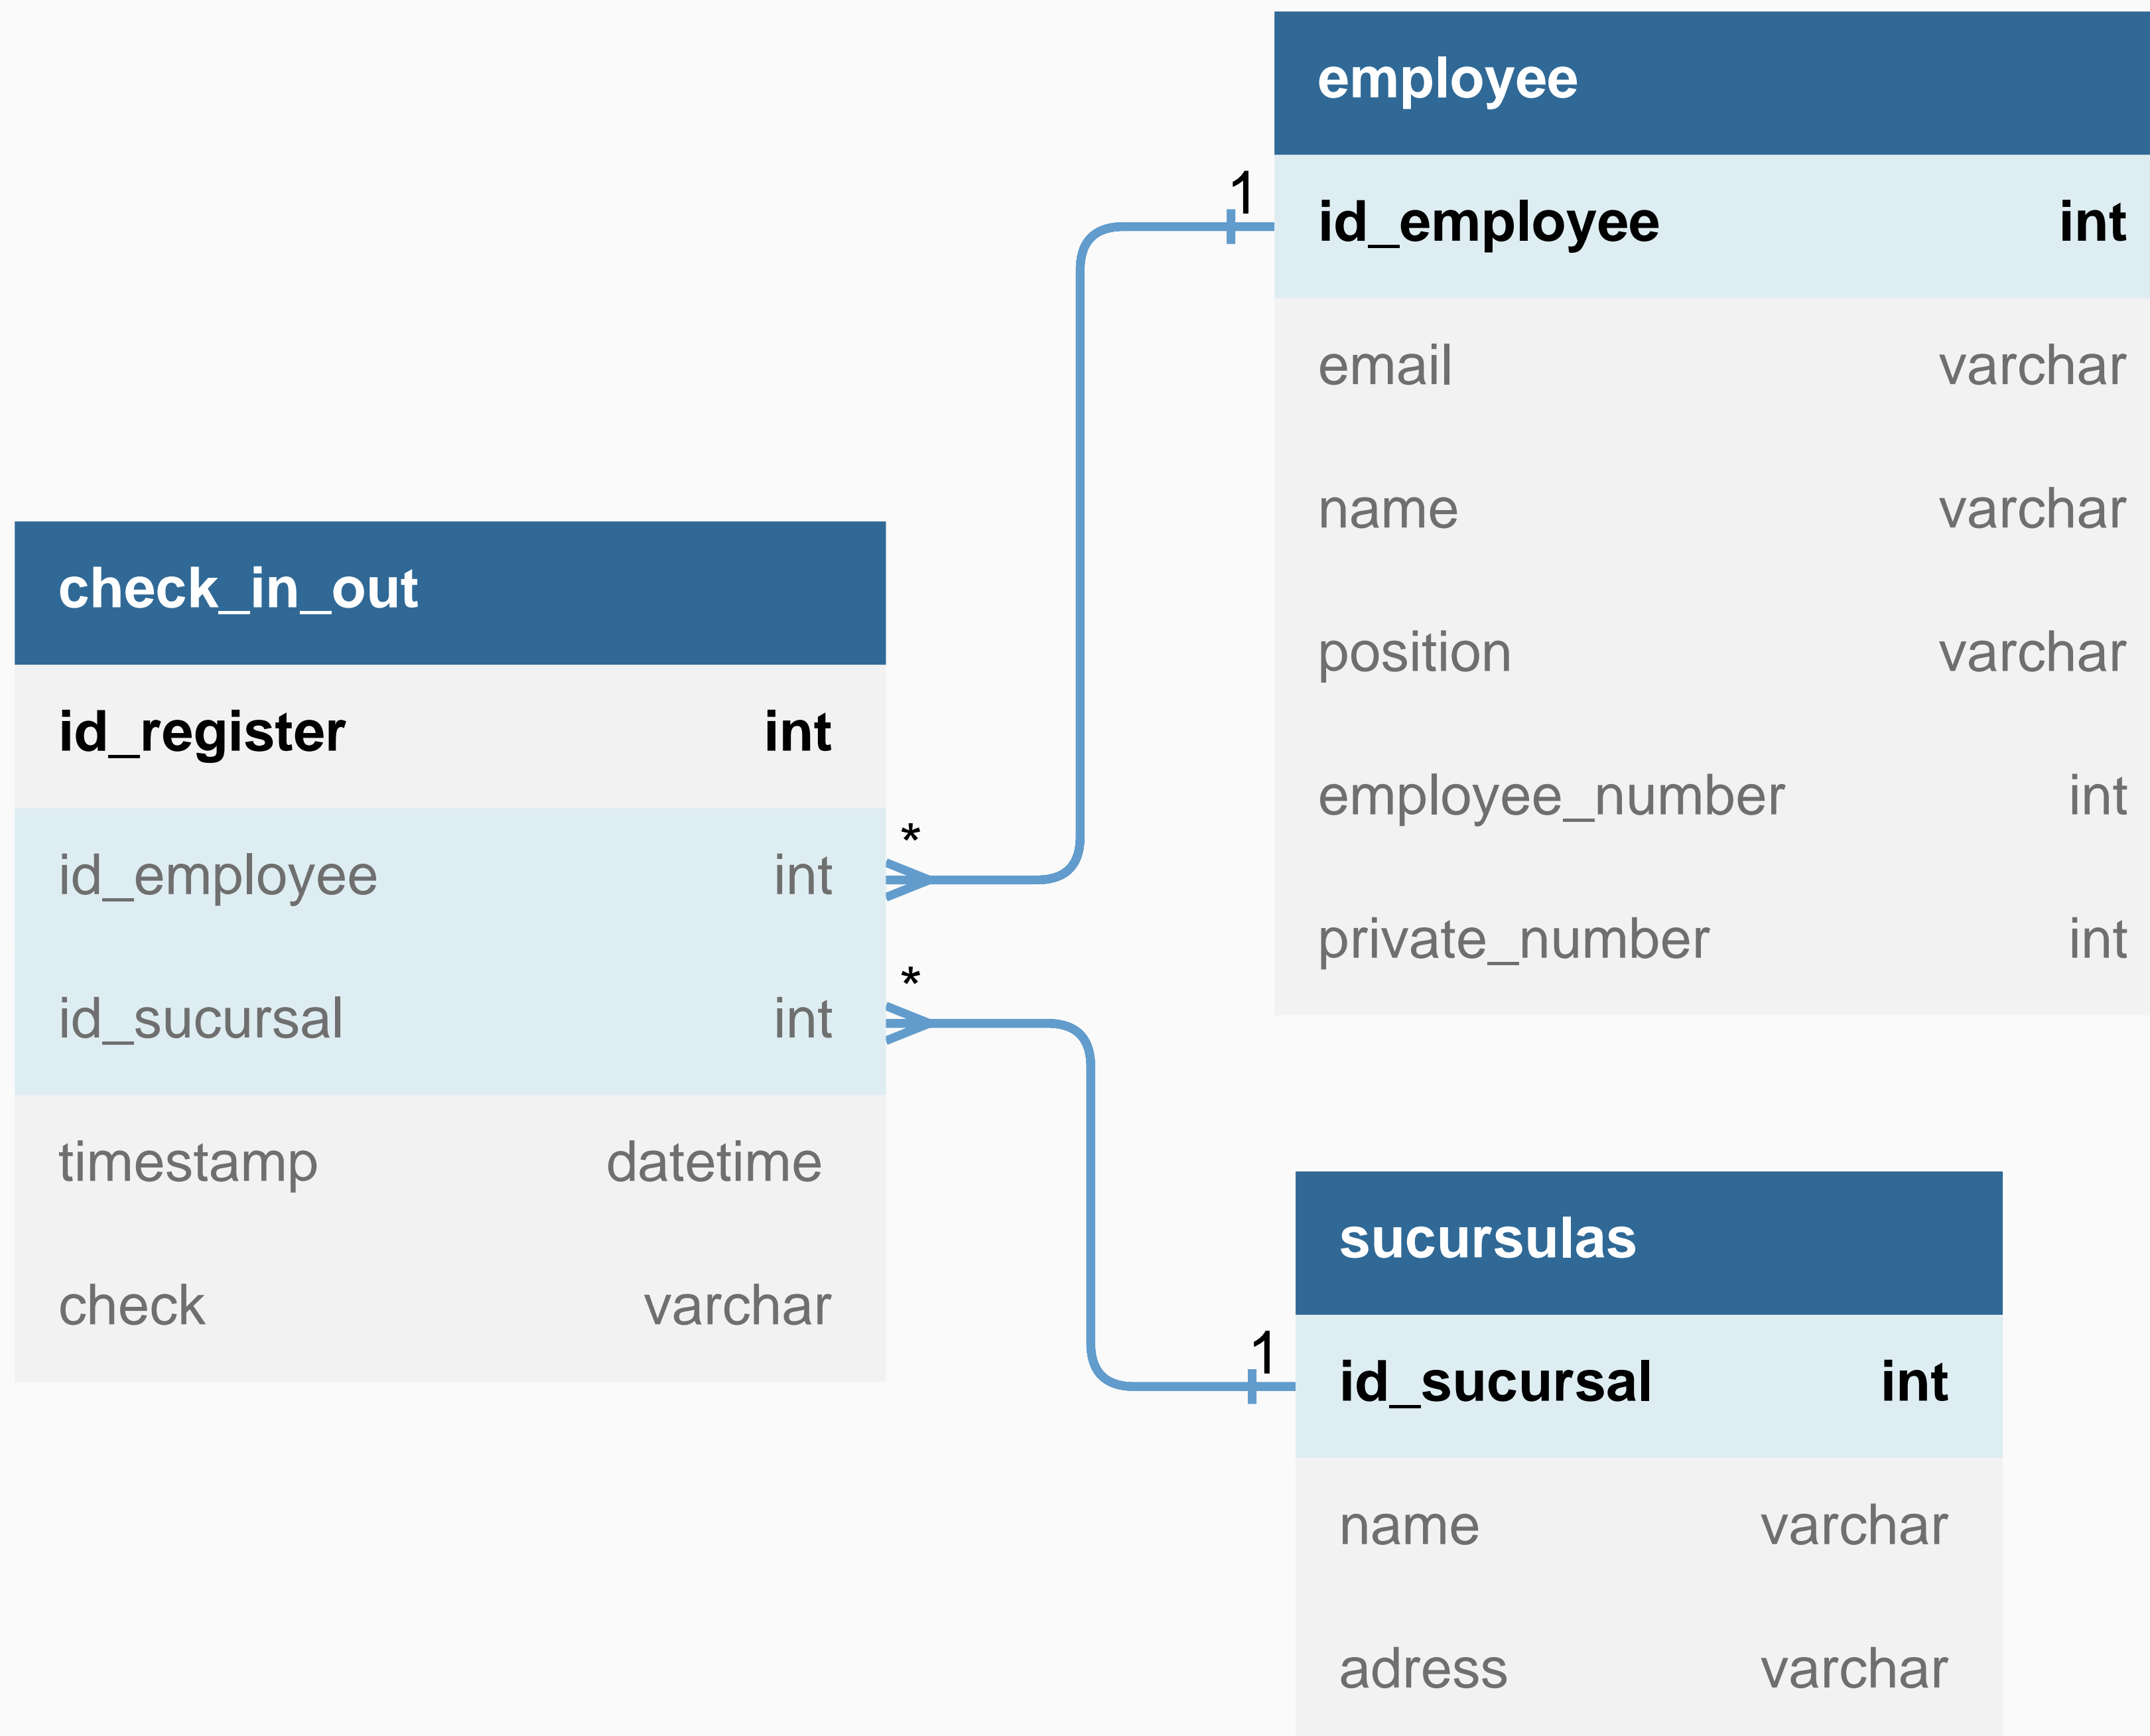 employee
1
id_employee int
email varchar
name varchar
position varchar
employee_number int
private_number int
check_in_out
id_register int
id_employee int
*
id_sucursal int
*
timestamp datetime
check varchar
sucursulas
1
id_sucursal int
name varchar
adress varchar